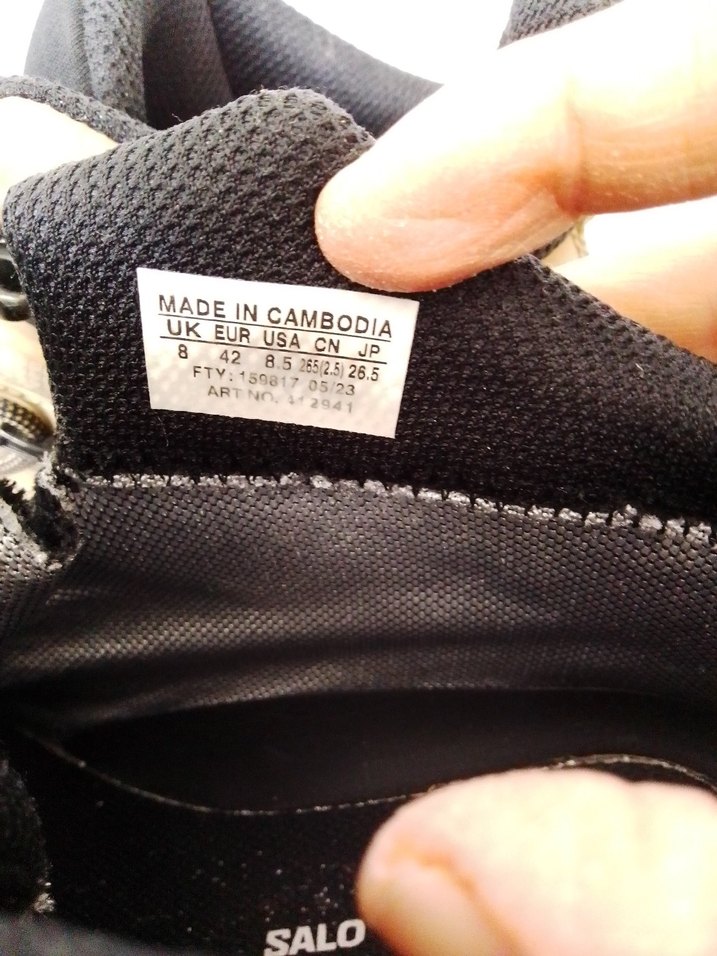 MADE IN CAMBODIA
UK EUR USA CN JP
8 42 8.5 265(2.5) 26.5
FTY: 159817 05/23
ART NO. 412941
SALO